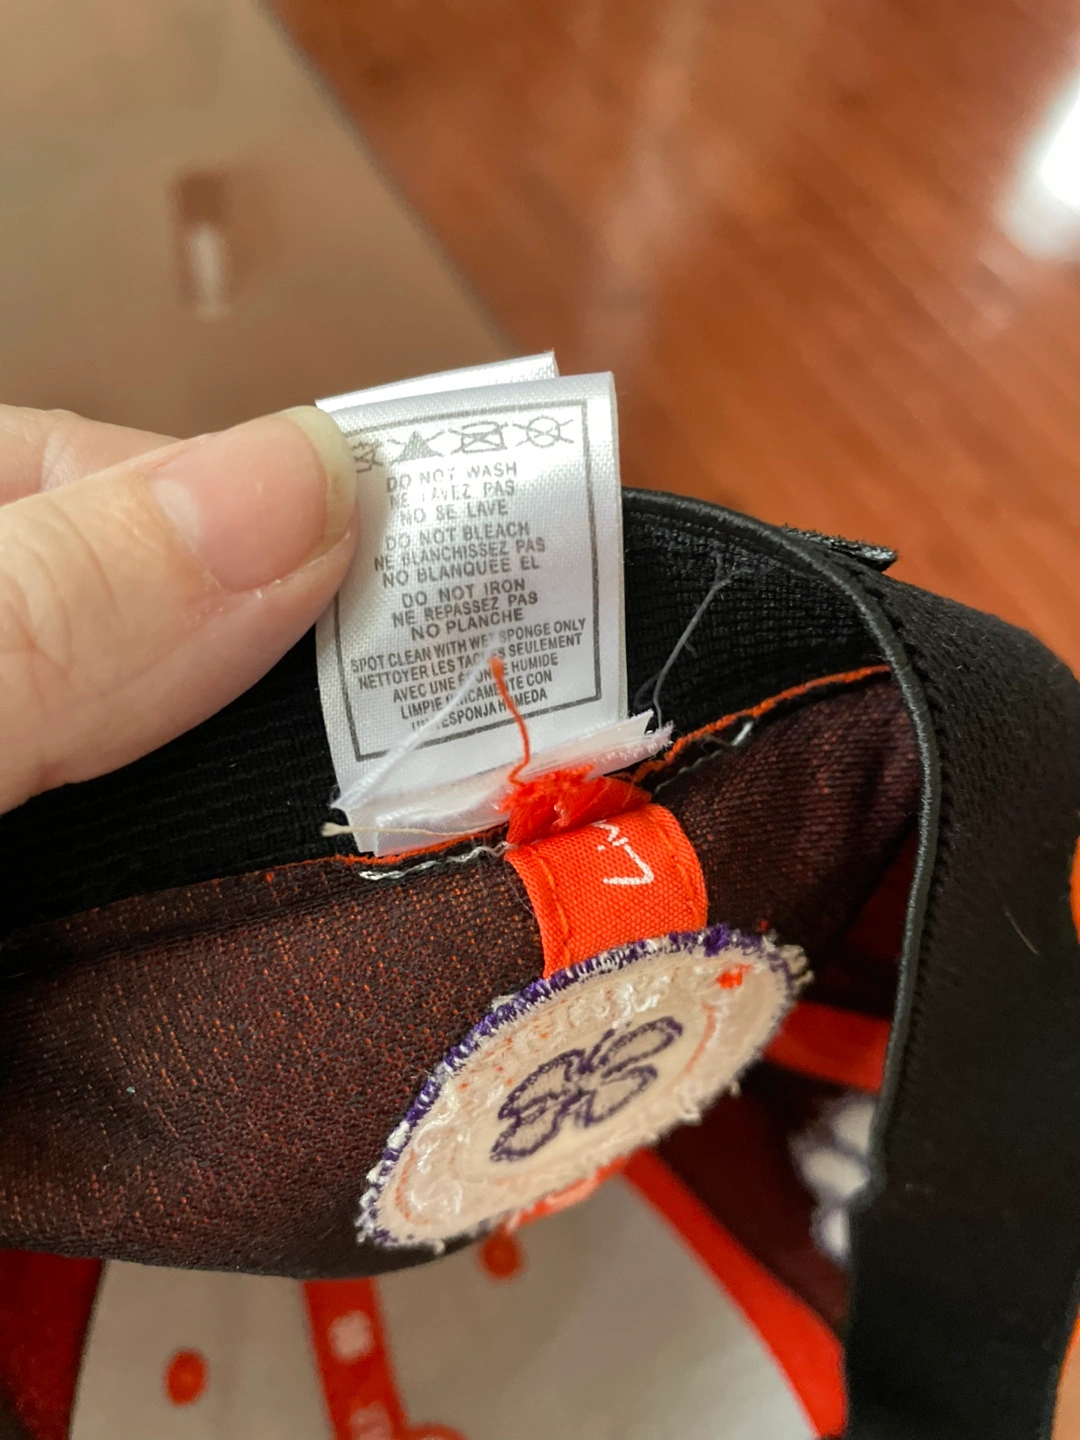 DO NOT WASH
NE LAVEZ PAS
NO SE LAVE
DO NOT BLEACH
NE BLANCHISSEZ PAS
NO BLANQUEE EL
DO NOT IRON
NE REPASSEZ PAS
NO PLANCHE
SPOT CLEAN WITH WET SPONGE ONLY
NETTOYER LES TACHES SEULEMENT
AVEC UNE ÉPONGE HUMIDE
LIMPIE UNICAMENTE CON
UN ESPONJA HUMEDA